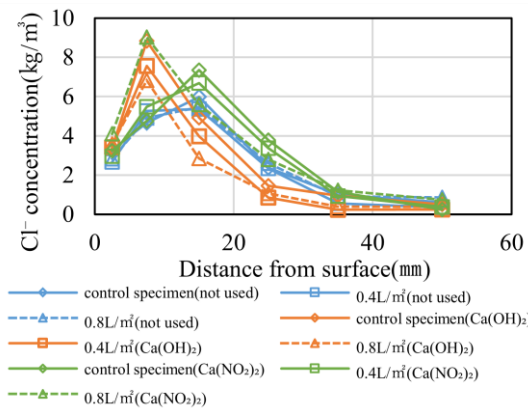 Cl⁻ concentration(kg/㎥)
10
8
6
4
2
0
0 20 40 60
Distance from surface(㎜)
control specimen(not used) 0.4L/㎡(not used)
0.8L/㎡(not used) control specimen(Ca(OH)₂)
0.4L/㎡(Ca(OH)₂) 0.8L/㎡(Ca(OH)₂)
control specimen(Ca(NO₂)₂) 0.4L/㎡(Ca(NO₂)₂)
0.8L/㎡(Ca(NO₂)₂)